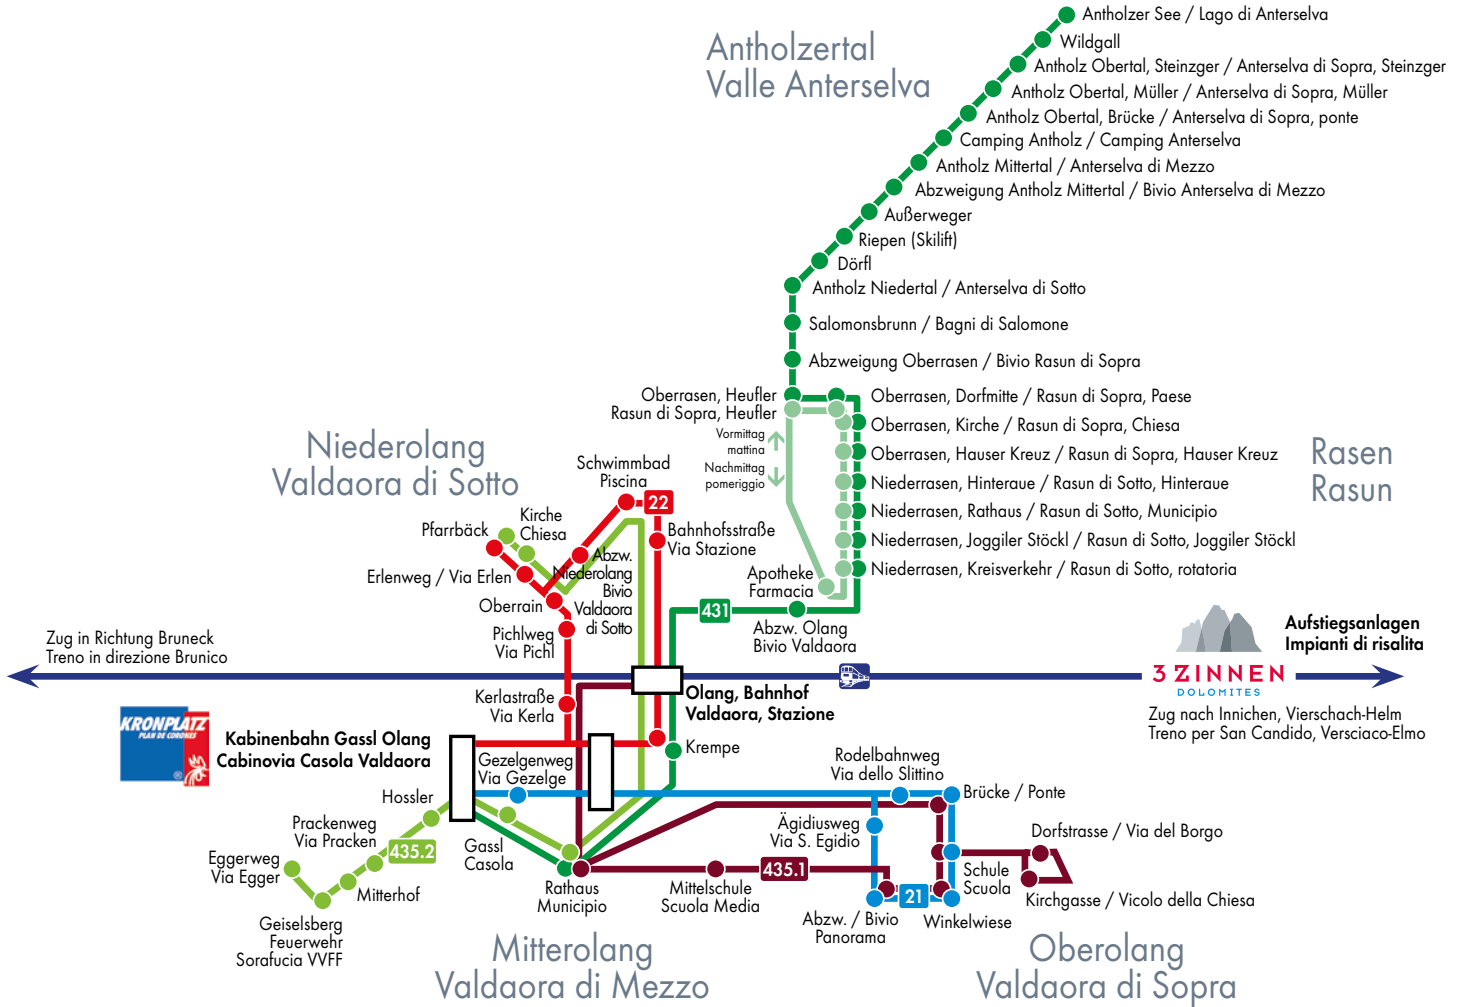 Antholzertal
Valle Anterselva
Antholzer See / Lago di Anterselva
Wildgall
Antholz Obertal, Steinzger / Anterselva di Sopra, Steinzger
Antholz Obertal, Müller / Anterselva di Sopra, Müller
Antholz Obertal, Brücke / Anterselva di Sopra, ponte
Camping Antholz / Camping Anterselva
Antholz Mittertal / Anterselva di Mezzo
Abzweigung Antholz Mittertal / Bivio Anterselva di Mezzo
Außerweger
Riepen (Skilift)
Dörfl
Antholz Niedertal / Anterselva di Sotto
Salomonsbrunn / Bagni di Salomone
Abzweigung Oberrasen / Bivio Rasun di Sopra
Oberrasen, Heufler
Rasun di Sopra, Heufler
Vormittag
mattina
Nachmittag
pomeriggio
Oberrasen, Dorfmitte / Rasun di Sopra, Paese
Oberrasen, Kirche / Rasun di Sopra, Chiesa
Oberrasen, Hauser Kreuz / Rasun di Sopra, Hauser Kreuz
Niederrasen, Hinteraue / Rasun di Sotto, Hinteraue
Niederrasen, Rathaus / Rasun di Sotto, Municipio
Niederrasen, Joggiler Stöckl / Rasun di Sotto, Joggiler Stöckl
Niederrasen, Kreisverkehr / Rasun di Sotto, rotatoria
Rasen
Rasun
Apotheke
Farmacia
431
Abzw. Olang
Bivio Valdaora
Niederolang
Valdaora di Sotto
Schwimmbad
Piscina
22
Bahnhofsstraße
Via Stazione
Kirche
Chiesa
Pfarrbäck
Erlenweg / Via Erlen
Abzw.
Niederolang
Bivio
Valdaora
di Sotto
Oberrain
Pichlweg
Via Pichl
Kerlastraße
Via Kerla
Zug in Richtung Bruneck
Treno in direzione Brunico
Olang, Bahnhof
Valdaora, Stazione
Aufstiegsanlagen
Impianti di risalita
3 ZINNEN
DOLOMITES
Zug nach Innichen, Vierschach-Helm
Treno per San Candido, Versciaco-Elmo
KRONPLATZ
PLAN DE CORONES
®
Kabinenbahn Gassl Olang
Cabinovia Casola Valdaora
Krempe
Gezelgenweg
Via Gezelge
Hossler
Prackenweg
Via Pracken
435.2
Eggerweg
Via Egger
Mitterhof
Geiselsberg
Feuerwehr
Sorafucia VVFF
Gassl
Casola
Rathaus
Municipio
Mittelschule
Scuola Media
435.1
Rodelbahnweg
Via dello Slittino
Brücke / Ponte
Ägidiusweg
Via S. Egidio
Dorfstrasse / Via del Borgo
Schule
Scuola
Kirchgasse / Vicolo della Chiesa
21
Abzw. / Bivio
Panorama
Winkelwiese
Mitterolang
Valdaora di Mezzo
Oberolang
Valdaora di Sopra